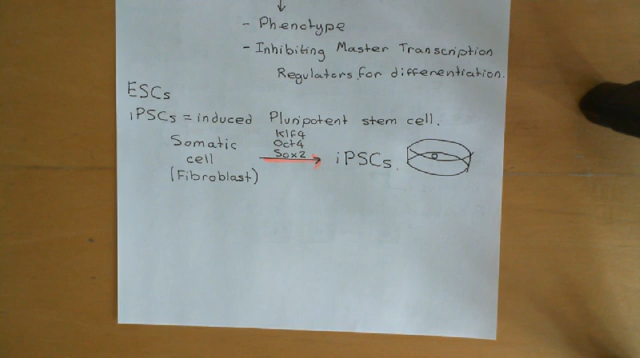 - Phenotype
- Inhibiting Master Transcription
Regulators for differentiation.
ESCs
iPSCs = induced Pluripotent stem cell.
Klf4
Somatic Oct4
cell Sox2 iPSCs.
(Fibroblast)